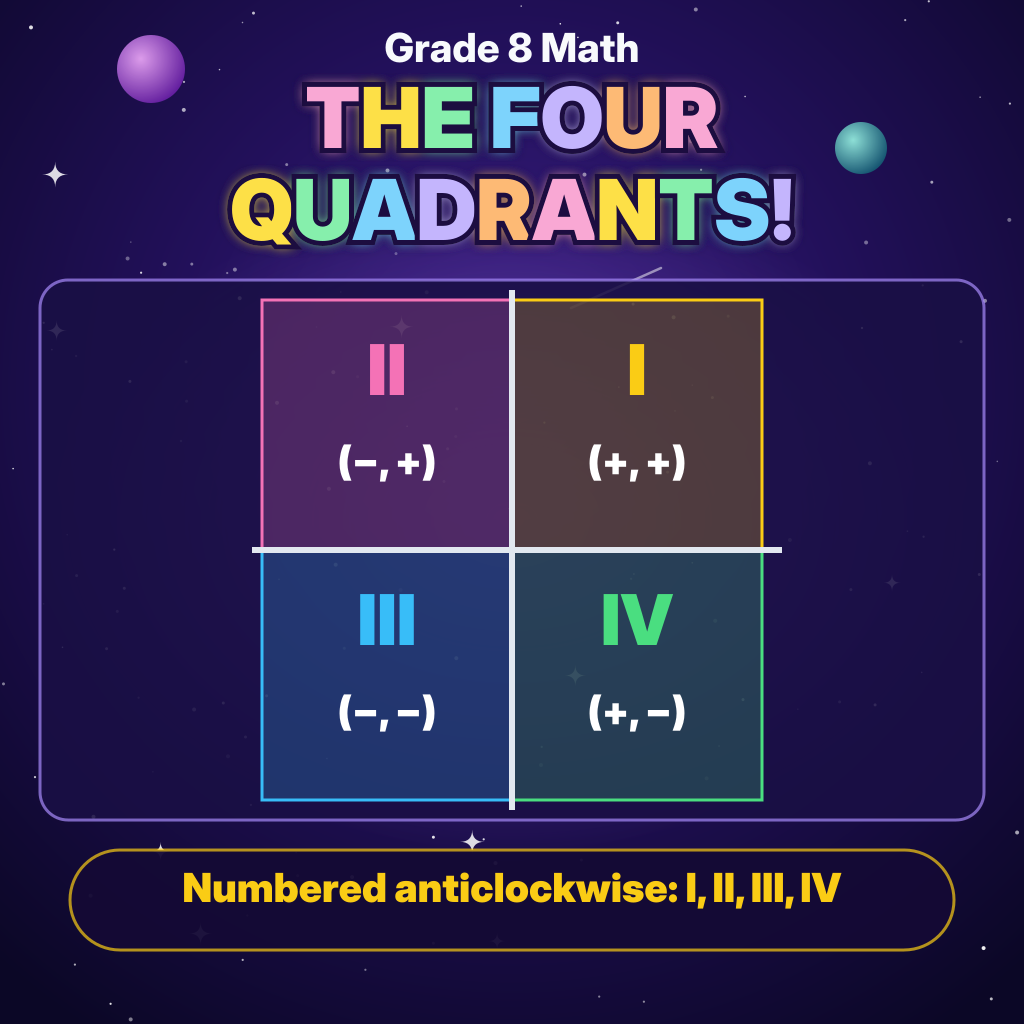 Grade 8 Math
THE FOUR
QUADRANTS!
II
I
(−, +)
(+, +)
III
IV
(−, −)
(+, −)
Numbered anticlockwise: I, II, III, IV